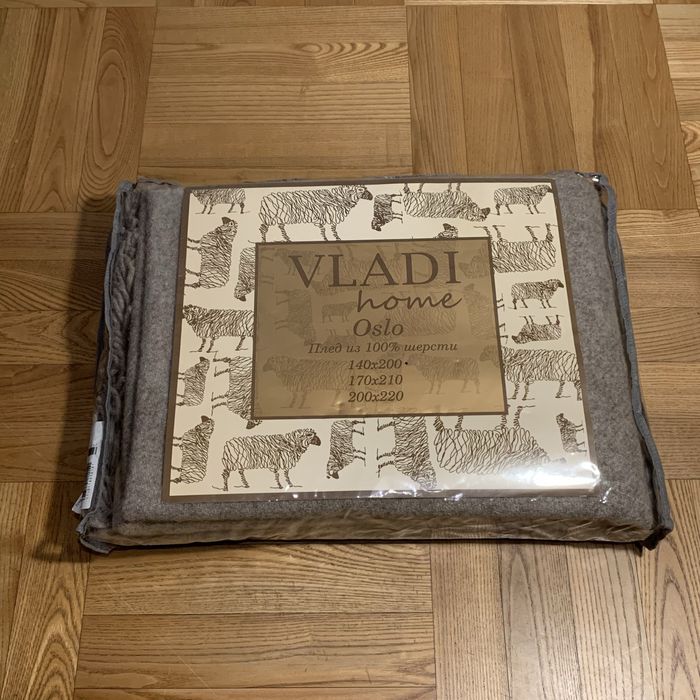 VLADI
home
Oslo
Плед из 100% шерсти
140x200
170x210
200x220